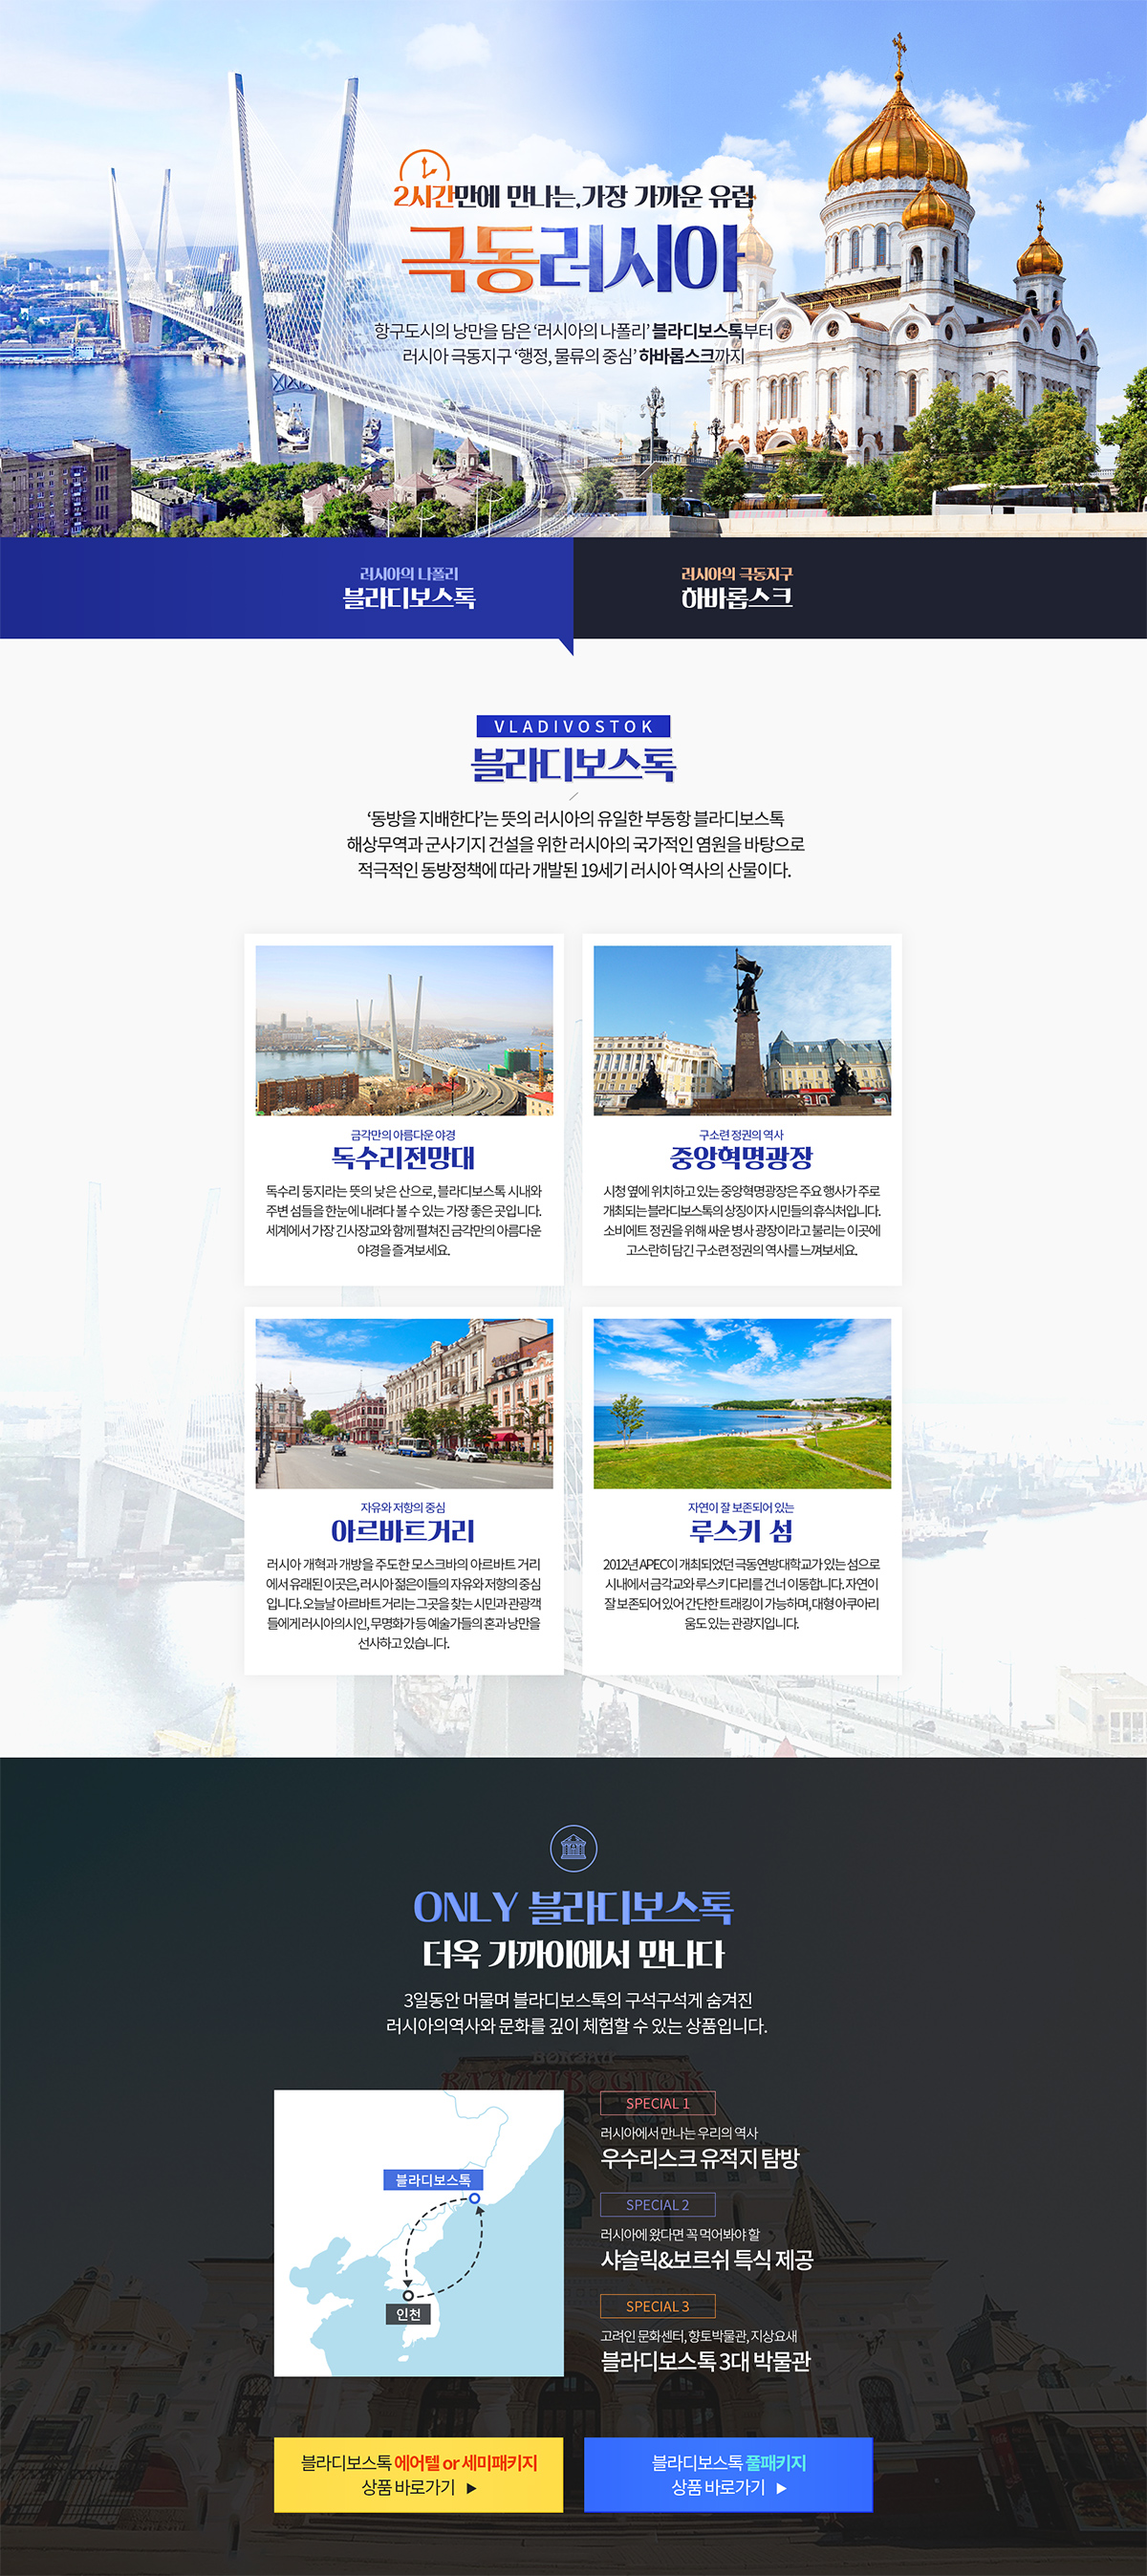 2시간만에 만나는, 가장 가까운 유럽
극동러시아
항구도시의 낭만을 담은 ‘러시아의 나폴리’ 블라디보스톡부터
러시아 극동지구 ‘행정, 물류의 중심’ 하바롭스크까지
러시아의 나폴리
블라디보스톡
러시아의 극동지구
하바롭스크
VLADIVOSTOK
블라디보스톡
‘동방을 지배한다’는 뜻의 러시아의 유일한 부동항 블라디보스톡
해상무역과 군사기지 건설을 위한 러시아의 국가적인 염원을 바탕으로
적극적인 동방정책에 따라 개발된 19세기 러시아 역사의 산물이다.
금각만의 아름다운 야경
독수리전망대
독수리 둥지라는 뜻의 낮은 산으로, 블라디보스톡 시내와
주변 섬들을 한눈에 내려다 볼 수 있는 가장 좋은 곳입니다.
세계에서 가장 긴사장교와 함께 펼쳐진 금각만의 아름다운
야경을 즐겨보세요.
구소련 정권의 역사
중앙혁명광장
시청 옆에 위치하고 있는 중앙혁명광장은 주요 행사가 주로
개최되는 블라디보스톡의 상징이자 시민들의 휴식처입니다.
소비에트 정권을 위해 싸운 병사 광장이라고 불리는 이곳에
고스란히 담긴 구소련 정권의 역사를 느껴보세요.
자유와 저항의 중심
아르바트거리
러시아 개혁과 개방을 주도한 모스크바의 아르바트 거리
에서 유래된 이곳은, 러시아 젊은이들의 자유와 저항의 중심
입니다. 오늘날 아르바트 거리는 그곳을 찾는 시민과 관광객
들에게 러시아의시인, 무명화가 등 예술가들의 혼과 낭만을
선사하고 있습니다.
자연이 잘 보존되어 있는
루스키 섬
2012년 APEC이 개최되었던 극동연방대학교가 있는 섬으로
시내에서 금각교와 루스키 다리를 건너 이동합니다. 자연이
잘 보존되어 있어 간단한 트래킹이 가능하며, 대형 아쿠아리
움도 있는 관광지입니다.
ONLY 블라디보스톡
더욱 가까이에서 만나다
3일동안 머물며 블라디보스톡의 구석구석게 숨겨진
러시아의역사와 문화를 깊이 체험할 수 있는 상품입니다.
ВОКЗАЛ
ВЛАДИВОСТОК
블라디보스톡
인천
SPECIAL 1
러시아에서 만나는 우리의 역사
우수리스크 유적지 탐방
SPECIAL 2
러시아에 왔다면 꼭 먹어봐야 할
샤슬릭&보르쉬 특식 제공
SPECIAL 3
고려인 문화센터, 향토박물관, 지상요새
블라디보스톡 3대 박물관
블라디보스톡 에어텔 or 세미패키지
상품 바로가기 ▶
블라디보스톡 풀패키지
상품 바로가기 ▶